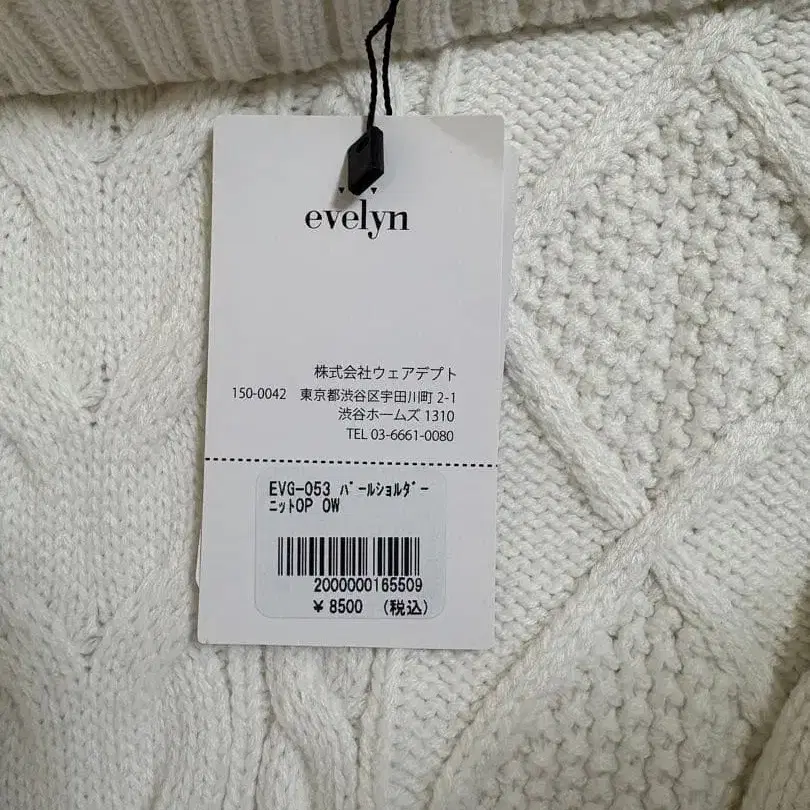 evelyn
株式会社ウェアデプト
150-0042 東京都渋谷区宇田川町 2-1
渋谷ホームズ 1310
TEL 03-6661-0080
EVG-053 ﾊﾟｰﾙｼｮﾙﾀﾞｰ
ﾆｯﾄOP OW
2000000165509
¥ 8500 (税込)